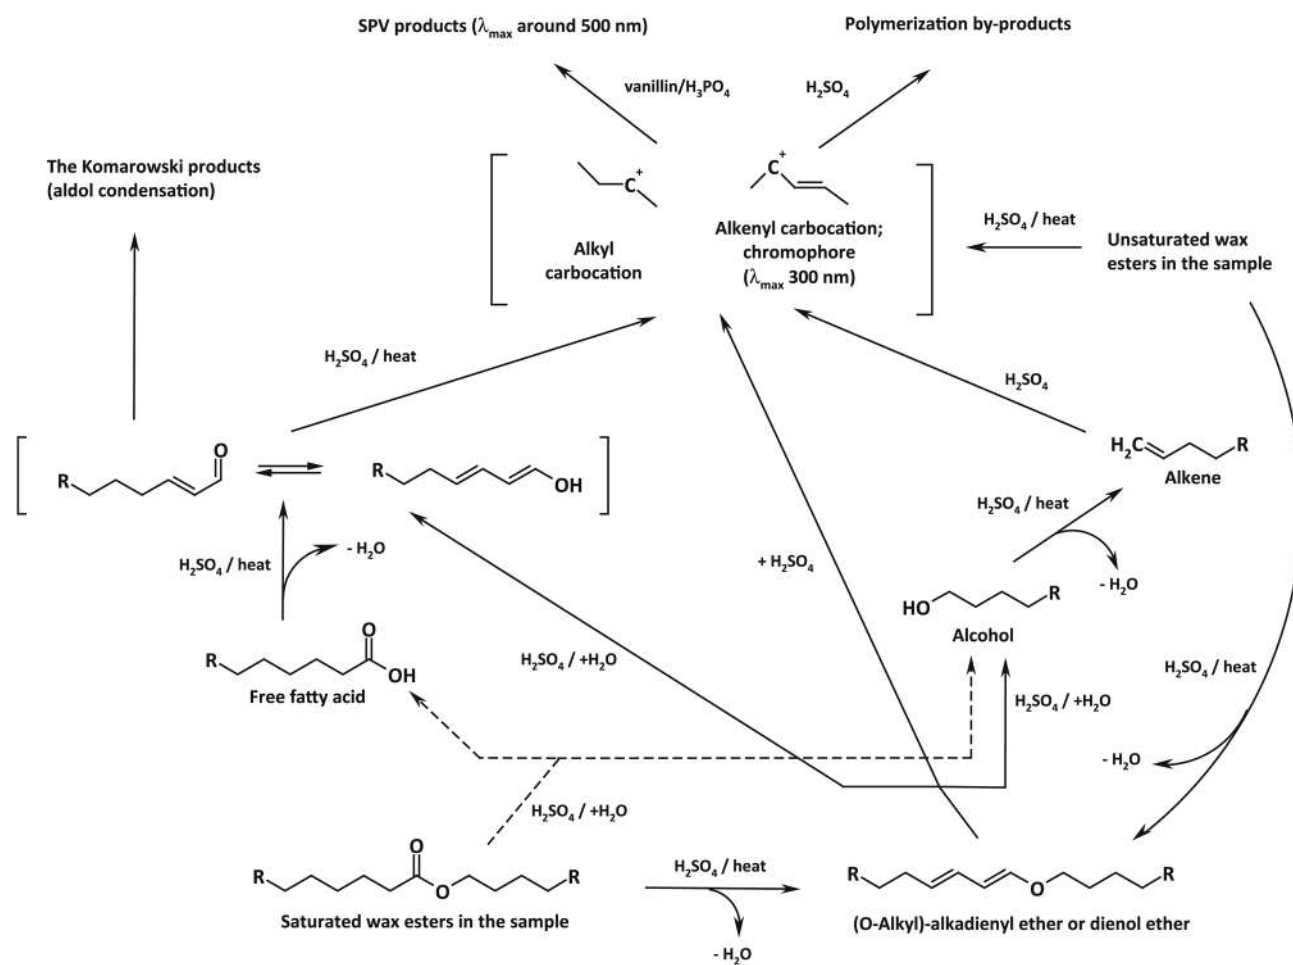 SPV products (λmax around 500 nm)
Polymerization by-products
vanillin/H₃PO₄
H₂SO₄
The Komarowski products
(aldol condensation)
C⁺
C⁺
H₂SO₄ / heat
Unsaturated wax
esters in the sample
Alkyl
carbocation
Alkenyl carbocation;
chromophore
(λmax 300 nm)
H₂SO₄ / heat
H₂SO₄
O
R
R
OH
H₂C
R
Alkene
H₂SO₄ / heat
- H₂O
H₂SO₄ / heat
- H₂O
+ H₂SO₄
HO
R
Alcohol
O
R
OH
Free fatty acid
H₂SO₄ / +H₂O
H₂SO₄ / heat
H₂SO₄ / +H₂O
- H₂O
H₂SO₄ / +H₂O
O
R
O
R
Saturated wax esters in the sample
H₂SO₄ / heat
- H₂O
R
O
R
(O-Alkyl)-alkadienyl ether or dienol ether